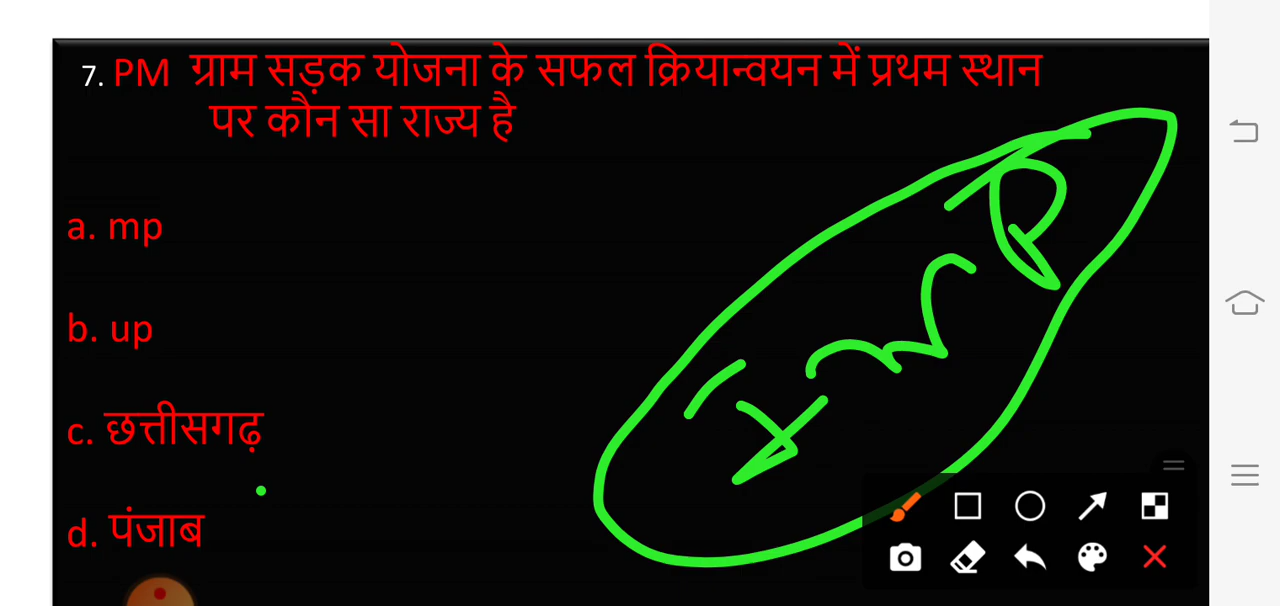 7. PM ग्राम सड़क योजना के सफल क्रियान्वयन में प्रथम स्थान
पर कौन सा राज्य है
a. mp
b. up
c. छत्तीसगढ़
d. पंजाब